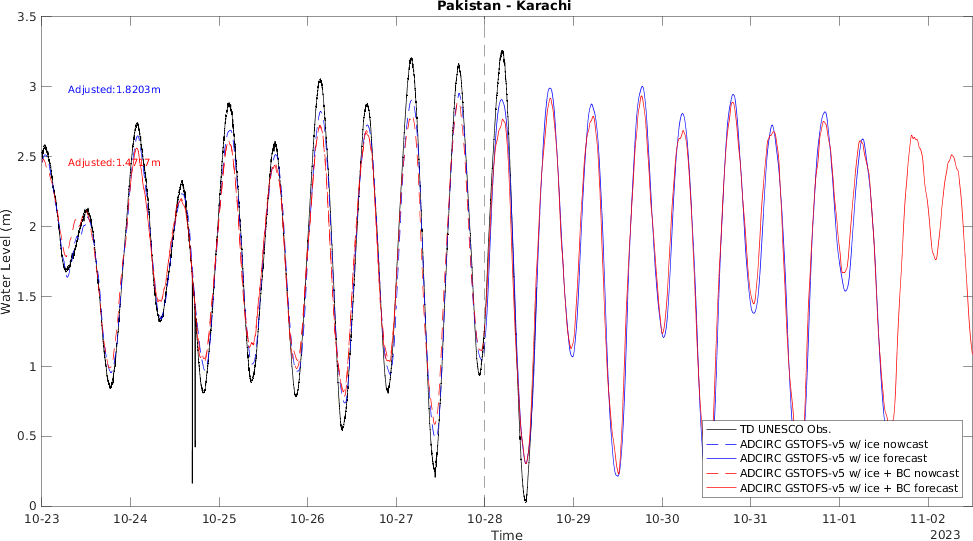 Pakistan - Karachi
3.5
3
2.5
2
1.5
1
0.5
0
Water Level (m)
Adjusted:1.8203m
TD UNESCO Obs.
ADCIRC GSTOFS-v5 w/ ice nowcast
ADCIRC GSTOFS-v5 w/ ice forecast
ADCIRC GSTOFS-v5 w/ ice + BC nowcast
ADCIRC GSTOFS-v5 w/ ice + BC forecast
10-23 10-24 10-25 10-26 10-27 10-28 10-29 10-30 10-31 11-01 11-02
Time 2023